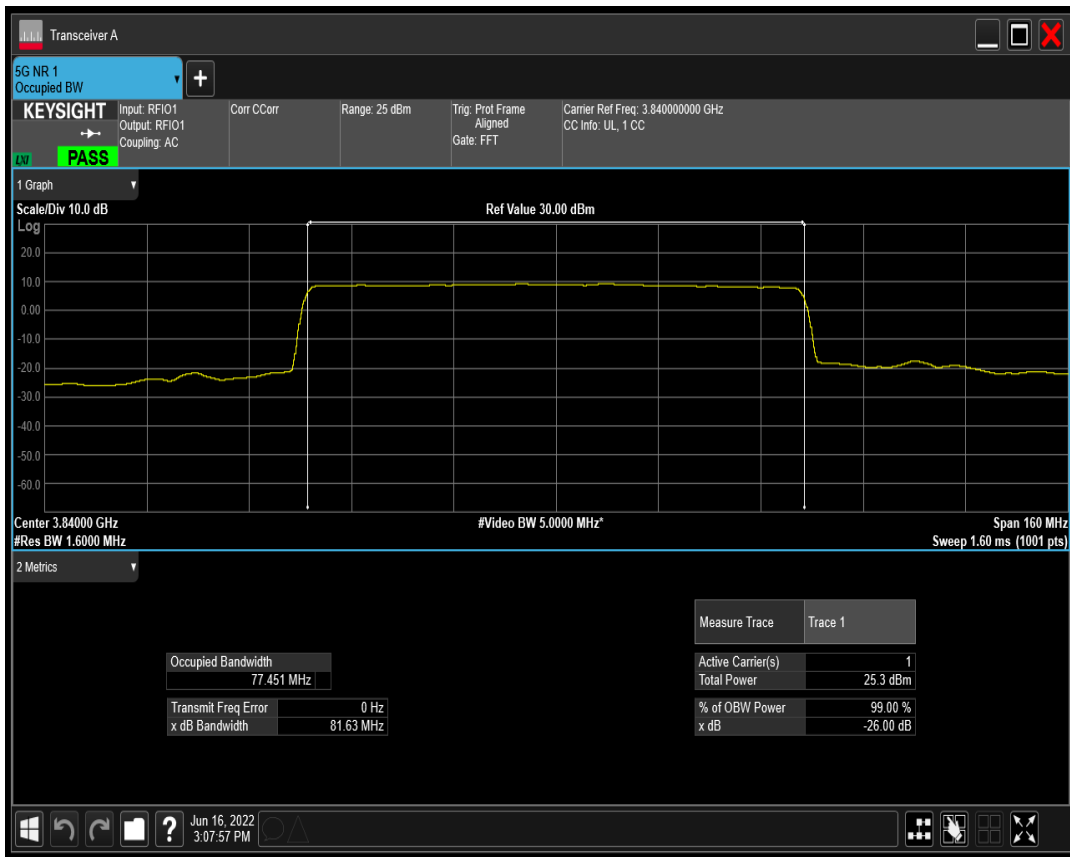 Transceiver A
5G NR 1
Occupied BW
+
KEYSIGHT
LXI
PASS
Input: RFIO1
Output: RFIO1
Coupling: AC
Corr CCorr
Range: 25 dBm
Trig: Prot Frame
Aligned
Gate: FFT
Carrier Ref Freq: 3.840000000 GHz
CC Info: UL, 1 CC
1 Graph
Scale/Div 10.0 dB
Ref Value 30.00 dBm
Log
20.0
10.0
0.00
-10.0
-20.0
-30.0
-40.0
-50.0
-60.0
Center 3.84000 GHz
#Video BW 5.0000 MHz*
Span 160 MHz
#Res BW 1.6000 MHz
Sweep 1.60 ms (1001 pts)
2 Metrics
Measure Trace Trace 1
Occupied Bandwidth
77.451 MHz
Active Carrier(s) 1
Total Power 25.3 dBm
Transmit Freq Error 0 Hz
x dB Bandwidth 81.63 MHz
% of OBW Power 99.00 %
x dB -26.00 dB
?
Jun 16, 2022
3:07:57 PM